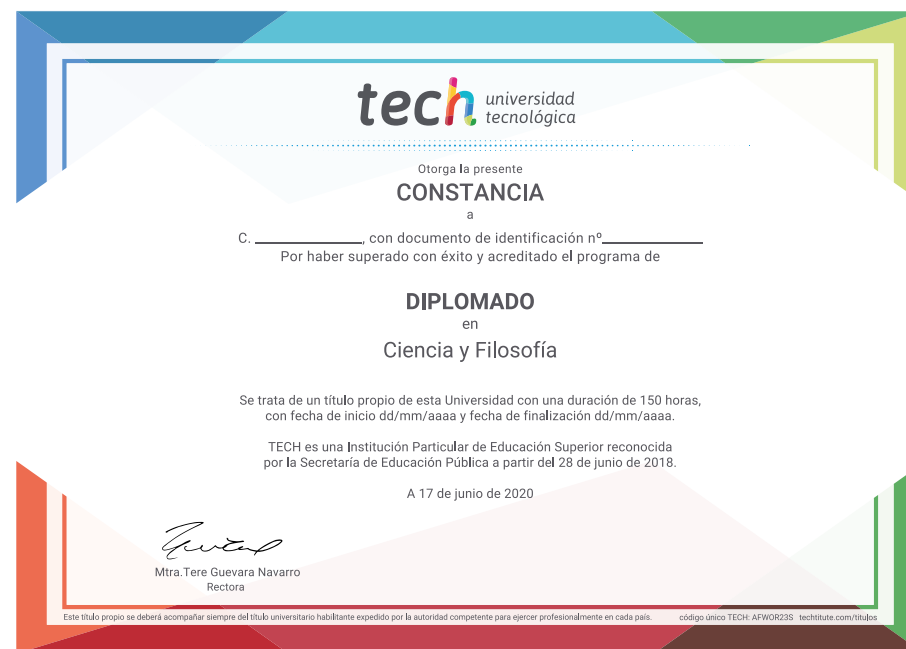 tech universidad
tecnológica
Otorga la presente
CONSTANCIA
a
C. ____________, con documento de identificación nº____________
Por haber superado con éxito y acreditado el programa de
DIPLOMADO
en
Ciencia y Filosofía
Se trata de un título propio de esta Universidad con una duración de 150 horas,
con fecha de inicio dd/mm/aaaa y fecha de finalización dd/mm/aaaa.
TECH es una Institución Particular de Educación Superior reconocida
por la Secretaría de Educación Pública a partir del 28 de junio de 2018.
A 17 de junio de 2020
Mtra.Tere Guevara Navarro
Rectora
Este título propio se deberá acompañar siempre del título universitario habilitante expedido por la autoridad competente para ejercer profesionalmente en cada país. código único TECH: AFWOR23S techtitute.com/titulos